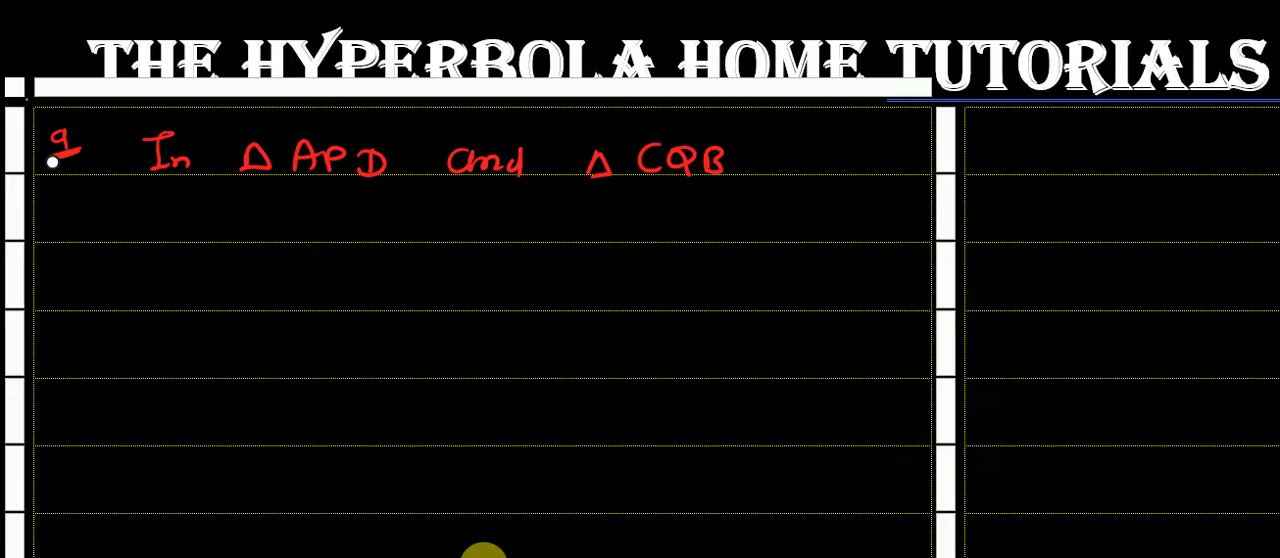 THE HYPERBOLA HOME TUTORIALS
9 In Δ APD and Δ CQB